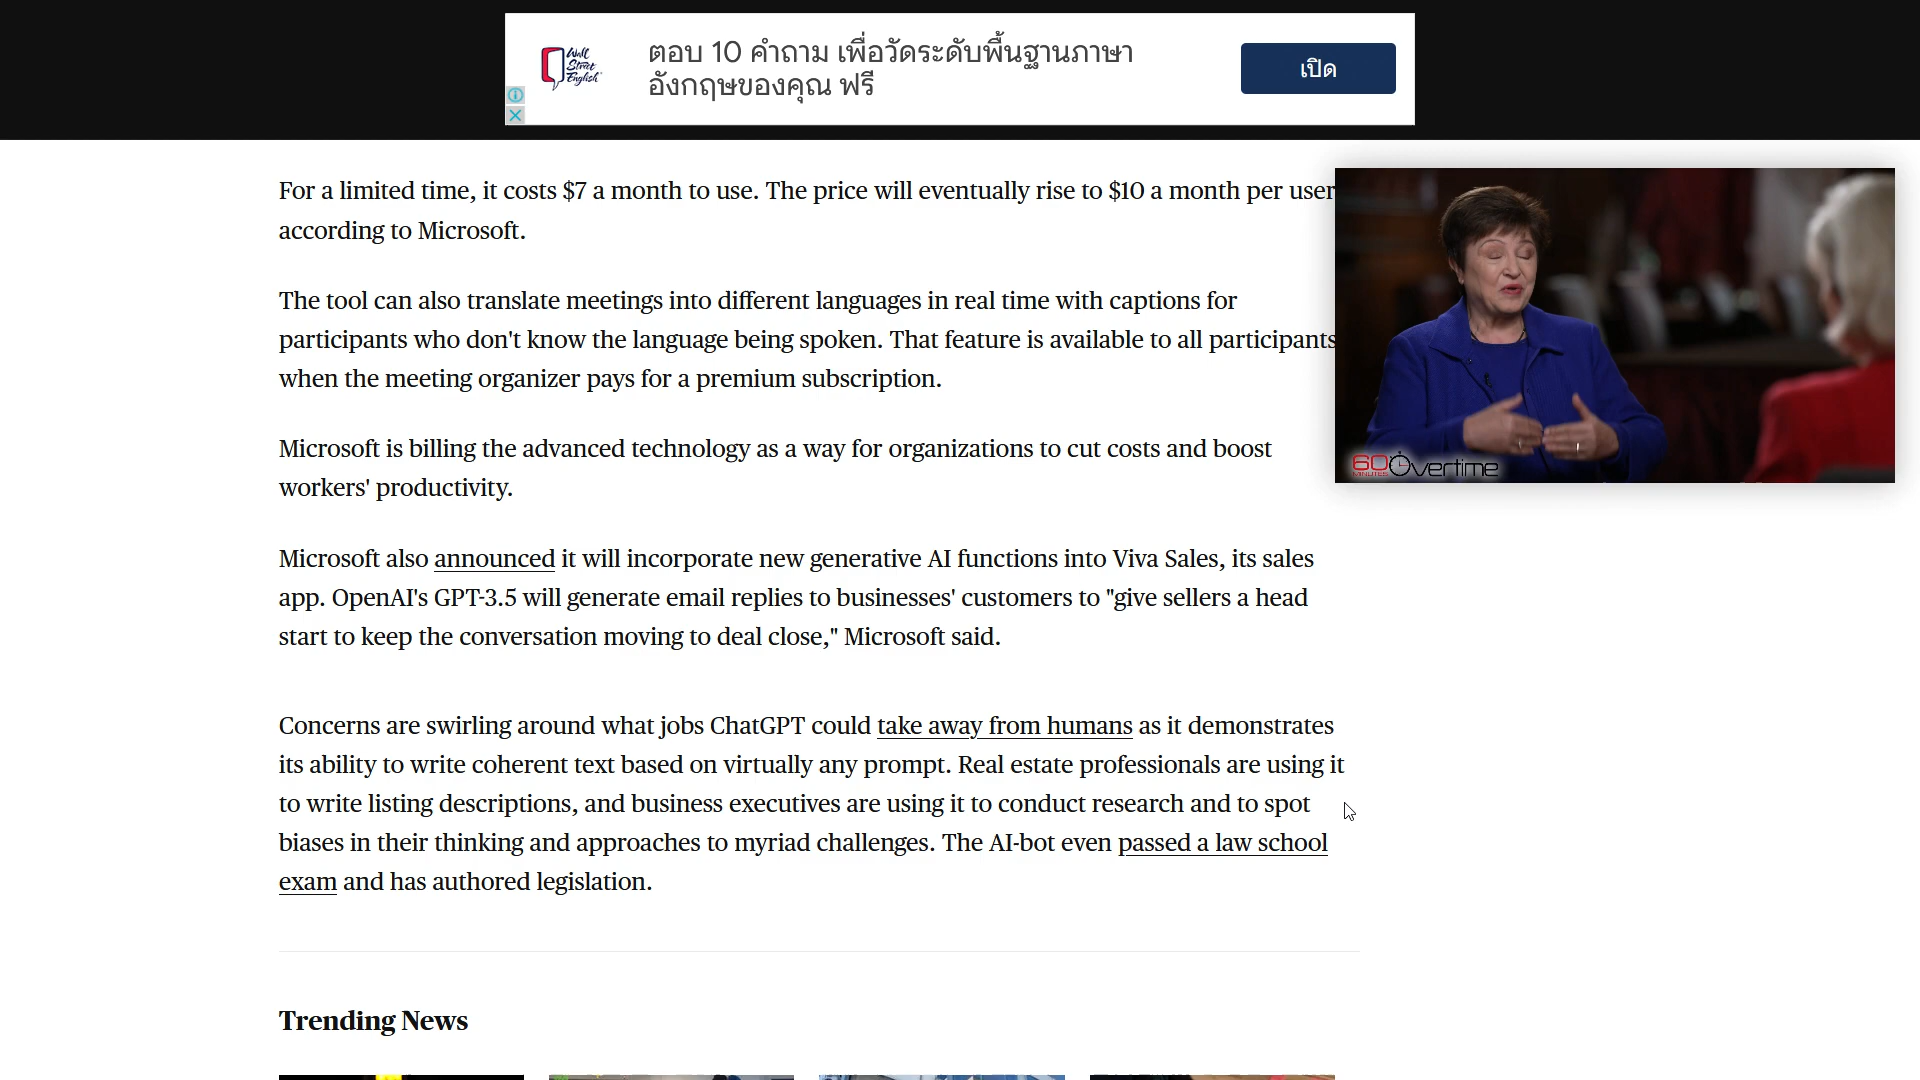 Wall
Street
English
ตอบ 10 คำถาม เพื่อวัดระดับพื้นฐานภาษา
อังกฤษของคุณ ฟรี
เปิด
For a limited time, it costs $7 a month to use. The price will eventually rise to $10 a month per user
according to Microsoft.
The tool can also translate meetings into different languages in real time with captions for
participants who don't know the language being spoken. That feature is available to all participants
when the meeting organizer pays for a premium subscription.
Microsoft is billing the advanced technology as a way for organizations to cut costs and boost
workers' productivity.
60 Overtime
MINUTES
Microsoft also announced it will incorporate new generative AI functions into Viva Sales, its sales
app. OpenAI's GPT-3.5 will generate email replies to businesses' customers to "give sellers a head
start to keep the conversation moving to deal close," Microsoft said.
Concerns are swirling around what jobs ChatGPT could take away from humans as it demonstrates
its ability to write coherent text based on virtually any prompt. Real estate professionals are using it
to write listing descriptions, and business executives are using it to conduct research and to spot
biases in their thinking and approaches to myriad challenges. The AI-bot even passed a law school
exam and has authored legislation.
Trending News